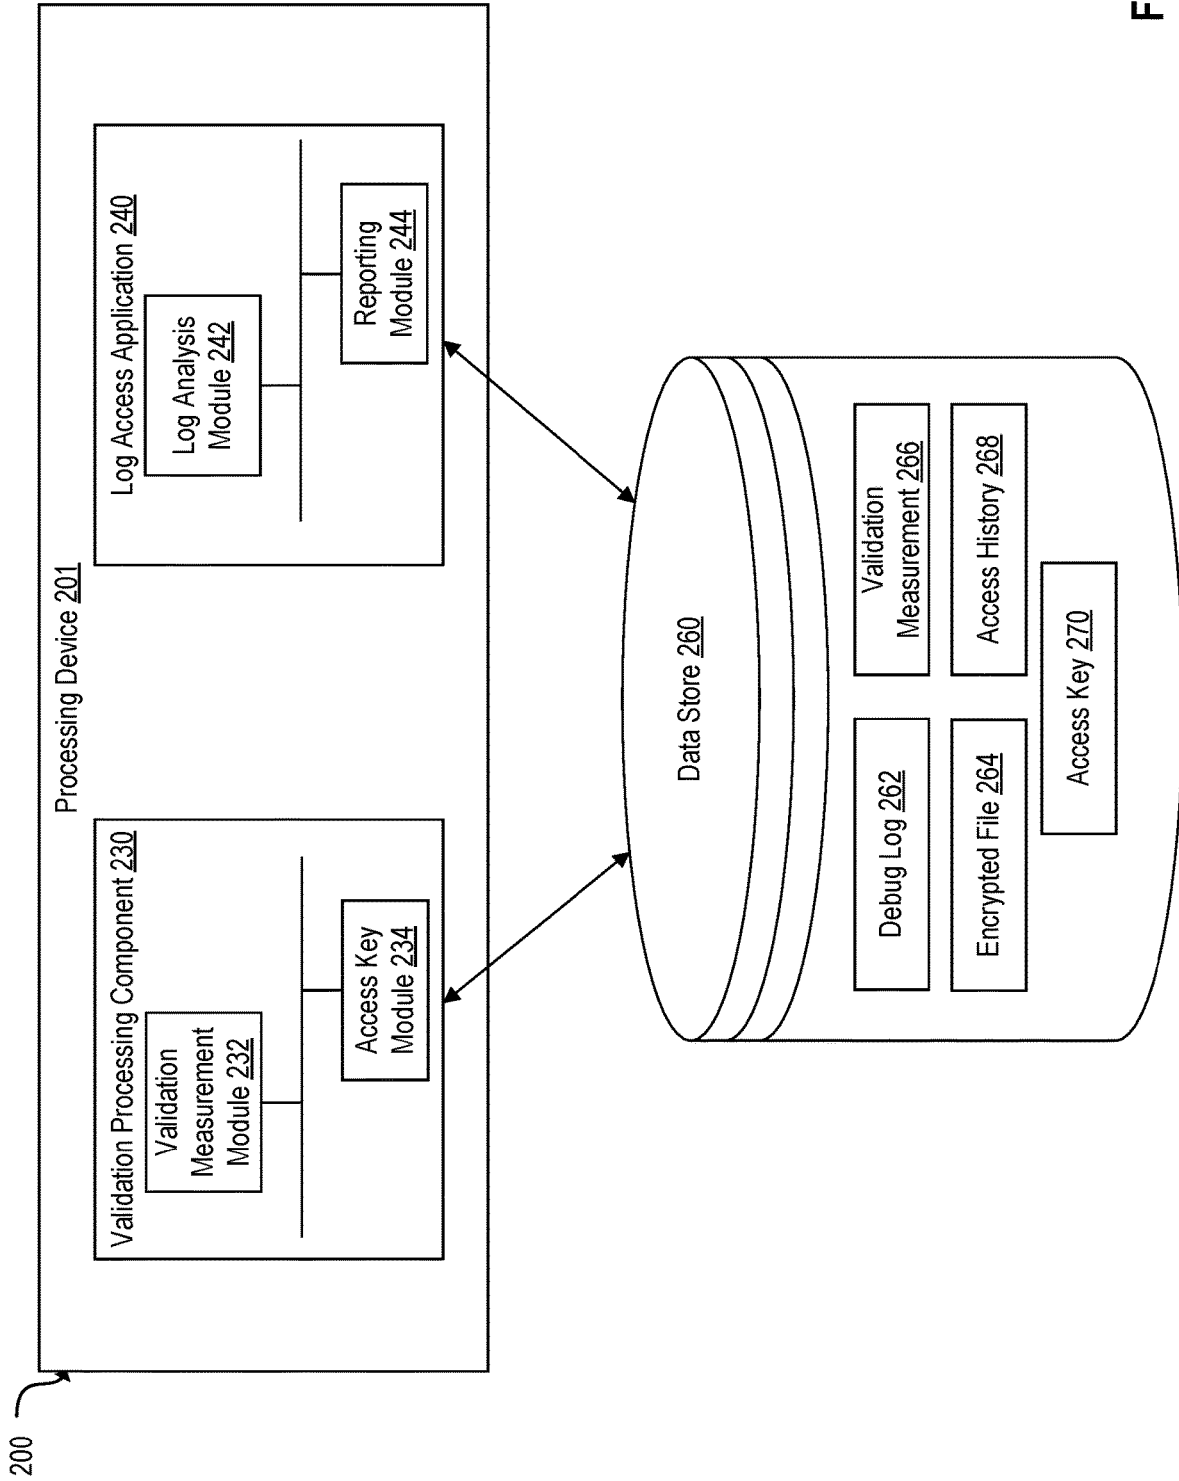 200
Processing Device 201
Validation Processing Component 230
Validation
Measurement
Module 232
Access Key
Module 234
Log Access Application 240
Log Analysis
Module 242
Reporting
Module 244
Data Store 260
Debug Log 262
Validation
Measurement 266
Encrypted File 264
Access History 268
Access Key 270
F